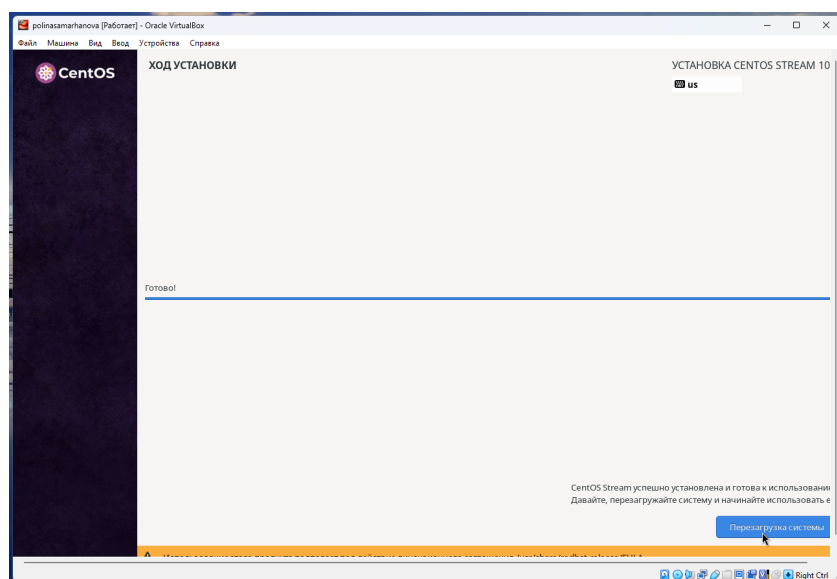 polinasamarhanova [Работает] - Oracle VirtualBox
Файл Машина Вид Ввод Устройства Справка
CentOS
ХОД УСТАНОВКИ
УСТАНОВКА CENTOS STREAM 10
us
Готово!
CentOS Stream успешно установлена и готова к использовани
Давайте, перезагружайте систему и начинайте использовать е
Перезагрузка системы
Right Ctrl